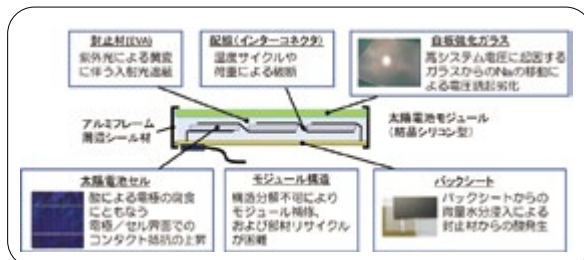 封止材(EVA)
紫外光による黄変
に伴う入射光遮蔽
配線(インターコネクタ)
温度サイクルや
荷重による破断
白板強化ガラス
高システム電圧に起因する
ガラスからのNaの移動によ
る電圧誘起劣化
アルミフレーム
周辺シール材
太陽電池モジュール
(結晶シリコン型)
太陽電池セル
酸による電極の腐食
にともなう
電極/セル界面での
コンタクト抵抗の上昇
モジュール構造
構造分解不可により
モジュール補修、
および部材リサイクル
が困難
バックシート
バックシートからの
微量水分浸入による
封止材からの酸発生